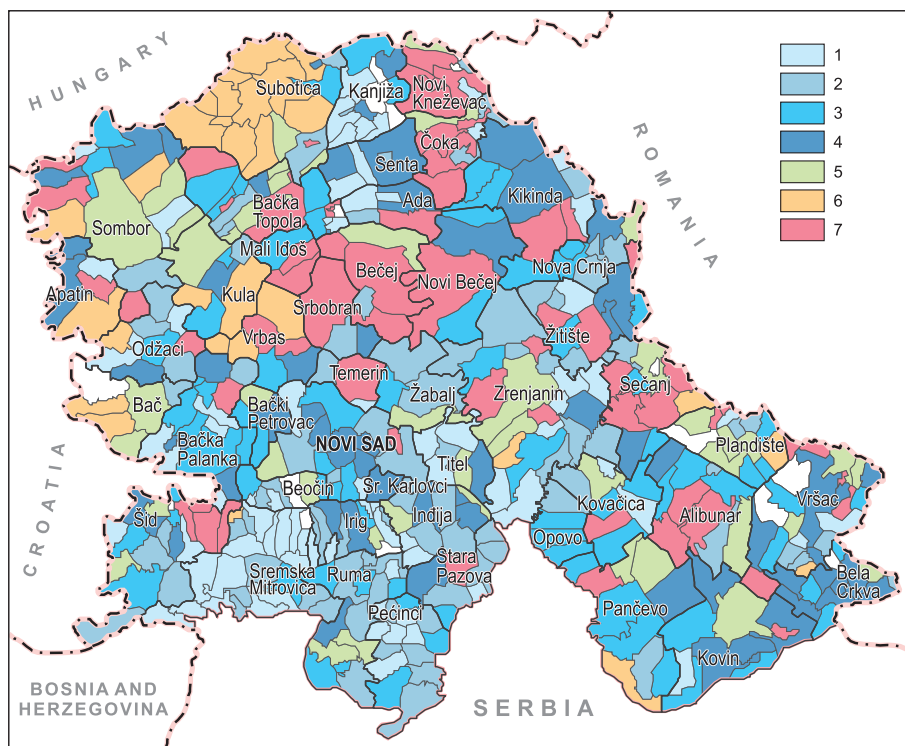 HUNGARY
ROMANIA
CROATIA
BOSNIA AND
HERZEGOVINA
SERBIA
1
2
3
4
5
6
7
Subotica
Kanjiža
Novi
Kneževac
Čoka
Senta
Ada
Kikinda
Sombor
Bačka
Topola
Mali Iđoš
Bečej
Novi Bečej
Nova Crnja
Apatin
Kula
Srbobran
Vrbas
Odžaci
Žitište
Temerin
Žabalj
Zrenjanin
Sečanj
Bač
Bački
Petrovac
Bačka
Palanka
NOVI SAD
Titel
Plandište
Beočin
Sr. Karlovci
Kovačica
Vršac
Šid
Irig
Inđija
Alibunar
Opovo
Stara
Pazova
Sremska
Mitrovica
Ruma
Bela
Crkva
Pećinci
Pančevo
Kovin